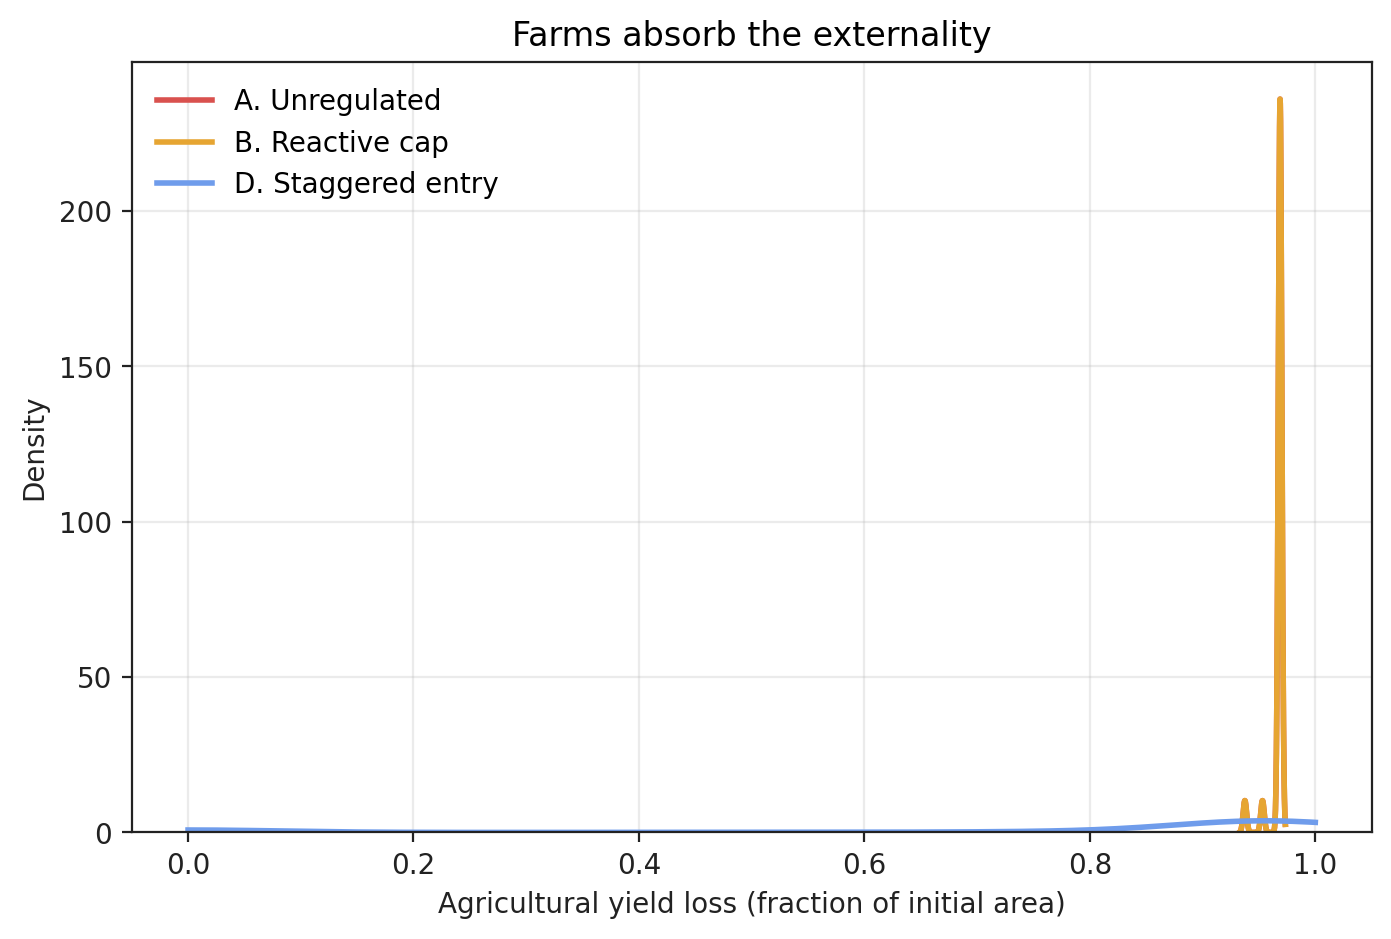 Farms absorb the externality
A. Unregulated
B. Reactive cap
D. Staggered entry
200
150
100
50
0
Density
0.0 0.2 0.4 0.6 0.8 1.0
Agricultural yield loss (fraction of initial area)